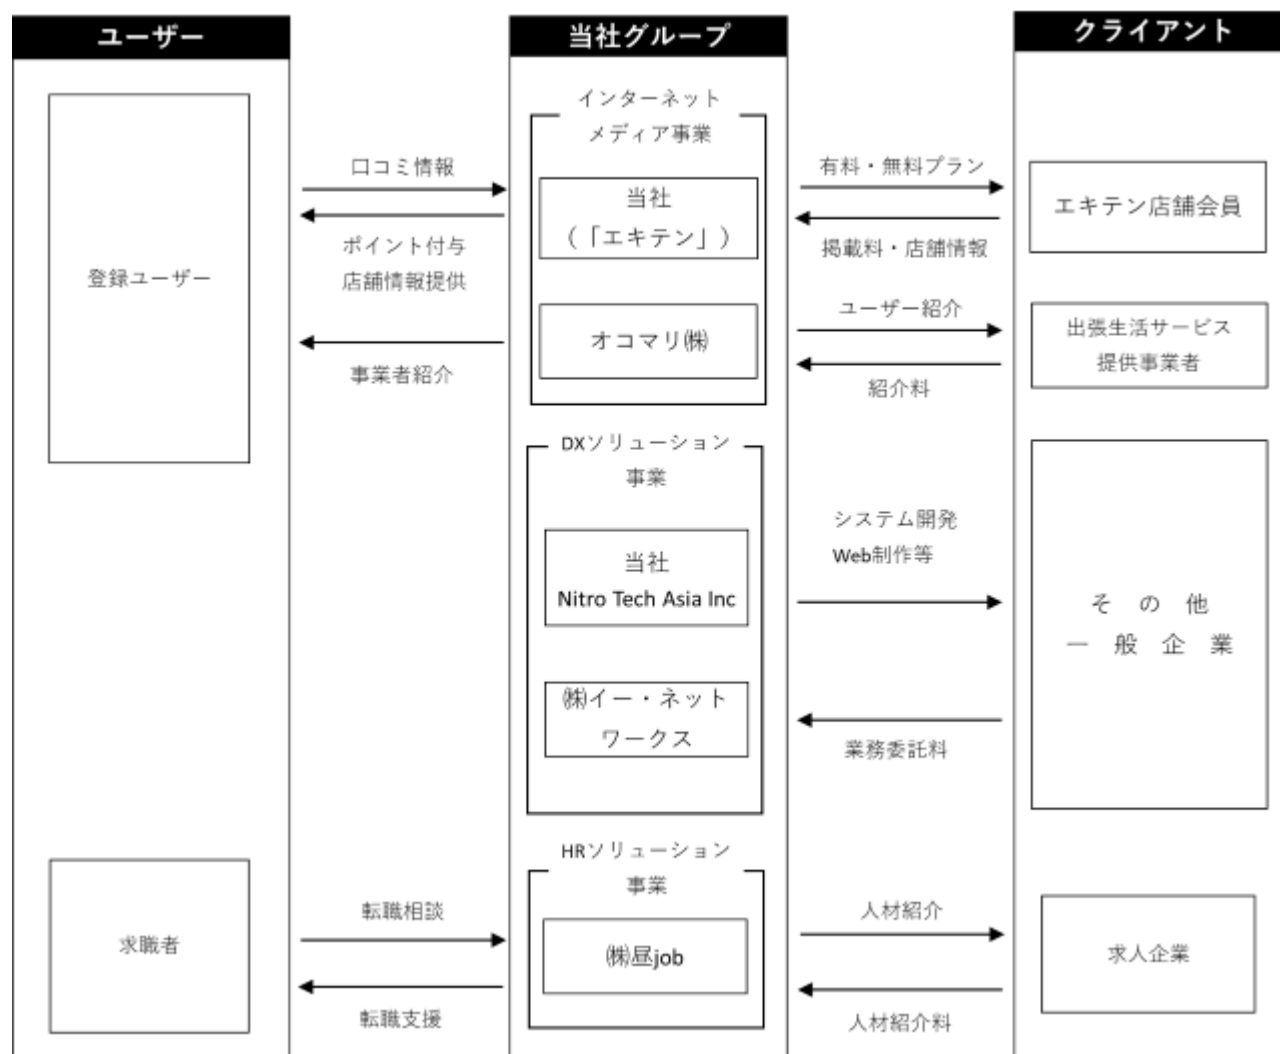 ユーザー
当社グループ
クライアント
登録ユーザー
口コミ情報
ポイント付与
店舗情報提供
事業者紹介
インターネット
メディア事業
当社
(「エキテン」)
オコマリ㈱
有料・無料プラン
掲載料・店舗情報
ユーザー紹介
紹介料
エキテン店舗会員
出張生活サービス
提供事業者
DXソリューション
事業
当社
Nitro Tech Asia Inc
㈱イー・ネット
ワークス
システム開発
Web制作等
業務委託料
その他
一般企業
求職者
転職相談
転職支援
HRソリューション
事業
㈱昼job
人材紹介
人材紹介料
求人企業